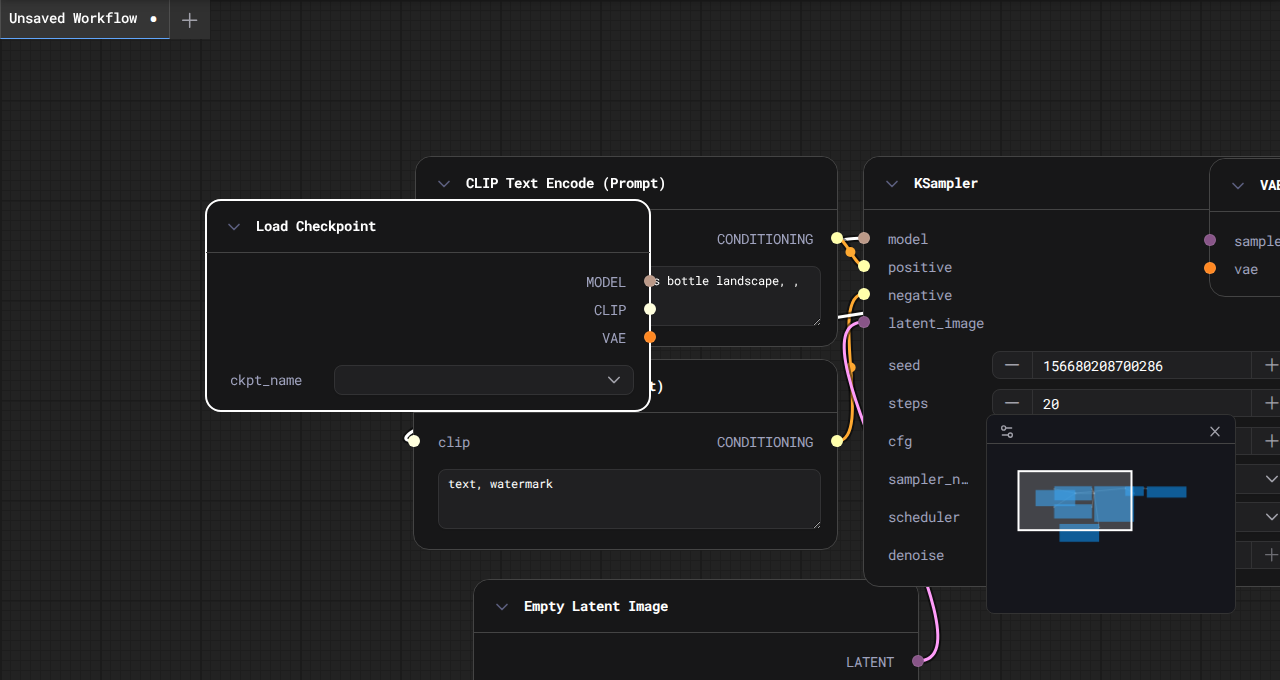 Unsaved Workflow
CLIP Text Encode (Prompt)
CONDITIONING
s bottle landscape, ,
Load Checkpoint
MODEL
CLIP
VAE
ckpt_name
t)
clip
CONDITIONING
text, watermark
Empty Latent Image
LATENT
KSampler
model
positive
negative
latent_image
seed
156680208700286
steps
20
cfg
sampler_n…
scheduler
denoise
VAE
sample
vae